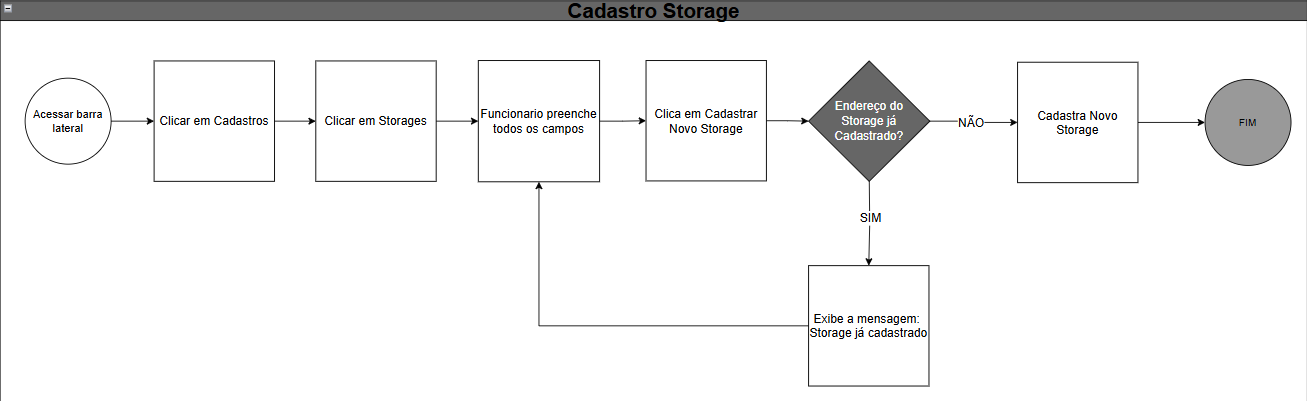 Cadastro Storage
Acessar barra
lateral
Clicar em Cadastros
Clicar em Storages
Funcionario preenche
todos os campos
Clica em Cadastrar
Novo Storage
Endereço do
Storage já
Cadastrado?
NÃO
Cadastra Novo
Storage
FIM
SIM
Exibe a mensagem:
Storage já cadastrado